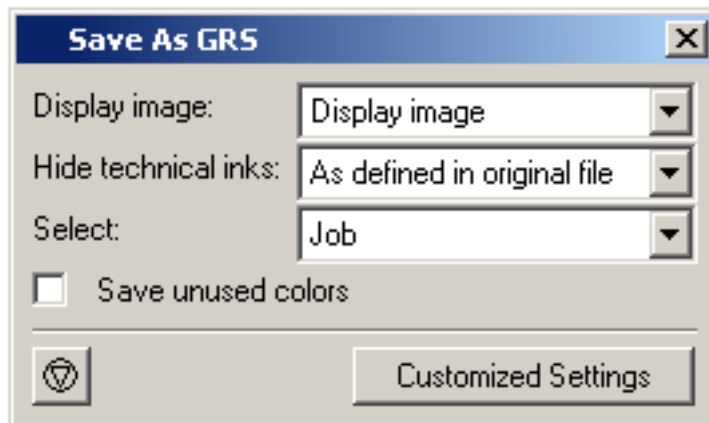 Save As GRS
Display image: Display image
Hide technical inks: As defined in original file
Select: Job
Save unused colors
Customized Settings